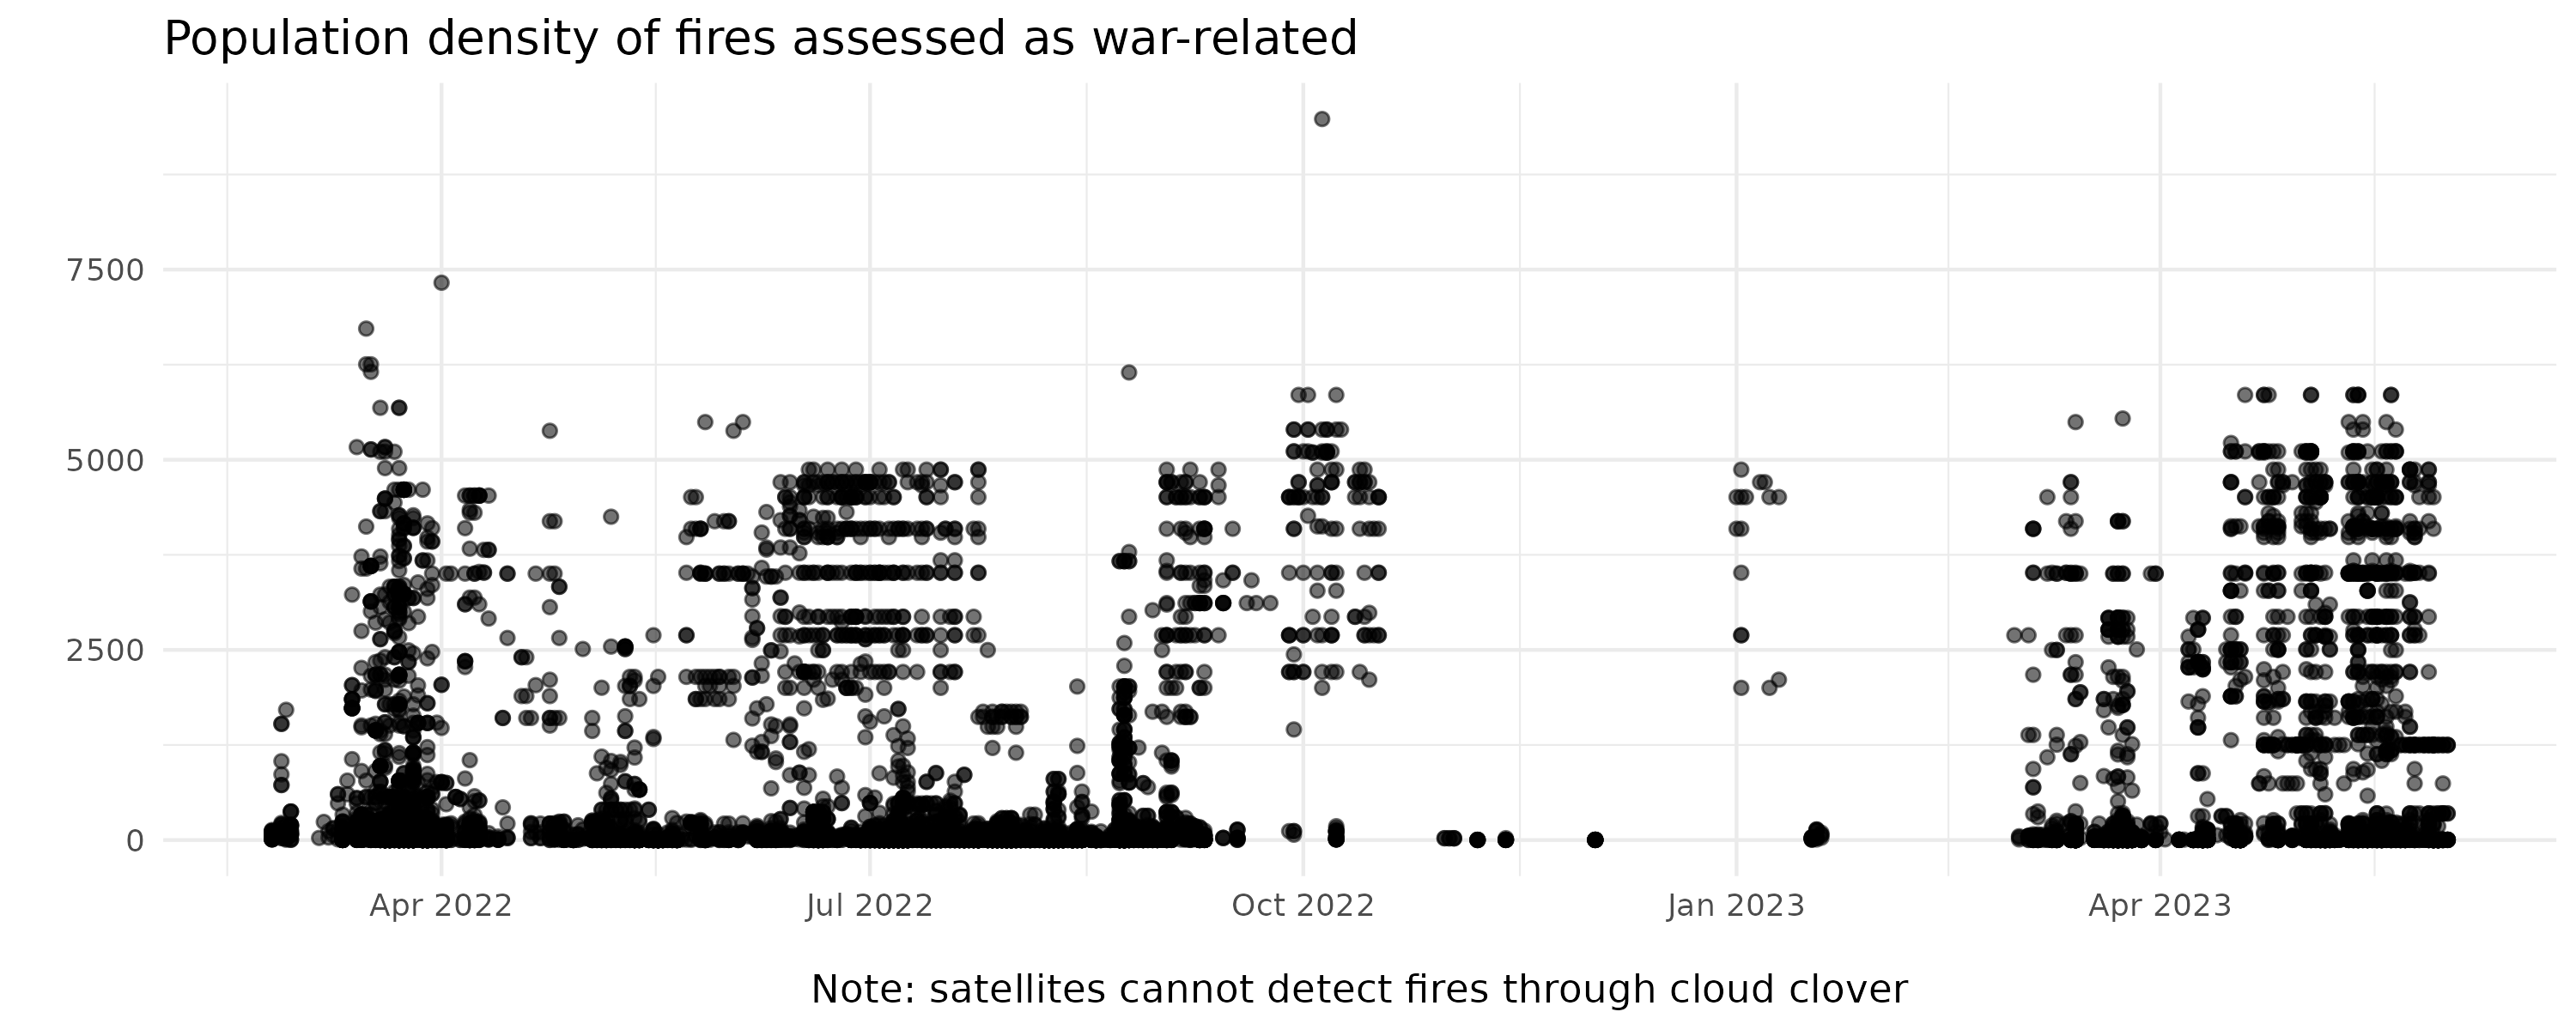 Population density of fires assessed as war-related
7500
5000
2500
0
Apr 2022 Jul 2022 Oct 2022 Jan 2023 Apr 2023
Note: satellites cannot detect fires through cloud clover